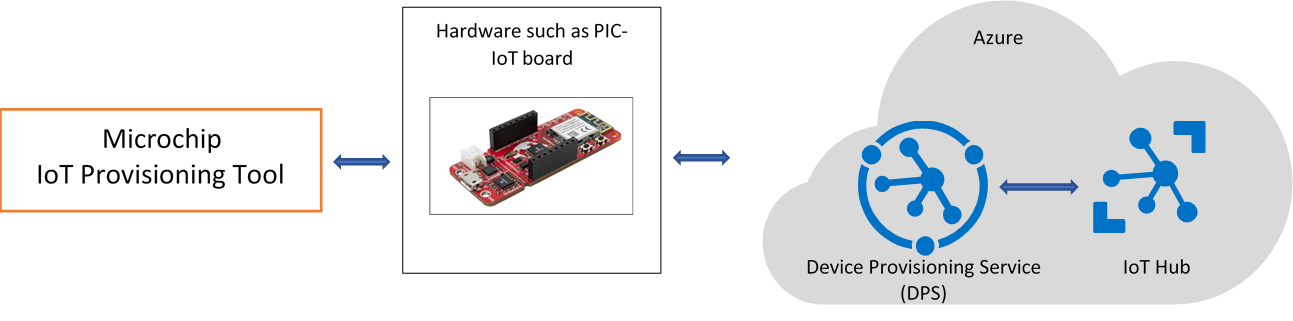 Hardware such as PIC-
IoT board
Azure
Microchip
IoT Provisioning Tool
Device Provisioning Service
(DPS)
IoT Hub